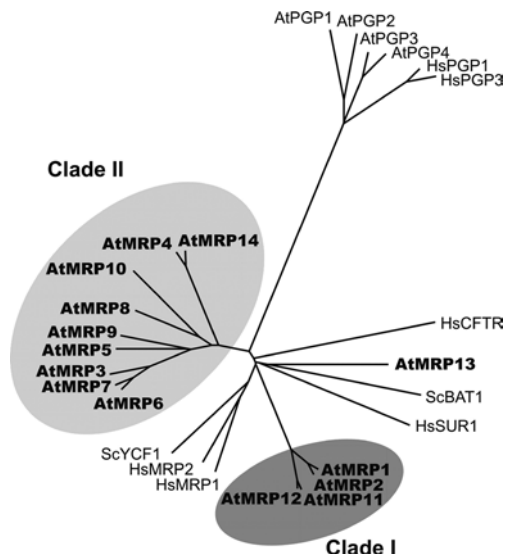 AtPGP1
AtPGP2
AtPGP3
AtPGP4
HsPGP1
HsPGP3
Clade II
AtMRP4
AtMRP14
AtMRP10
AtMRP8
AtMRP9
AtMRP5
AtMRP3
AtMRP7
AtMRP6
HsCFTR
AtMRP13
ScBAT1
HsSUR1
ScYCF1
HsMRP2
HsMRP1
AtMRP1
AtMRP2
AtMRP12
AtMRP11
Clade I